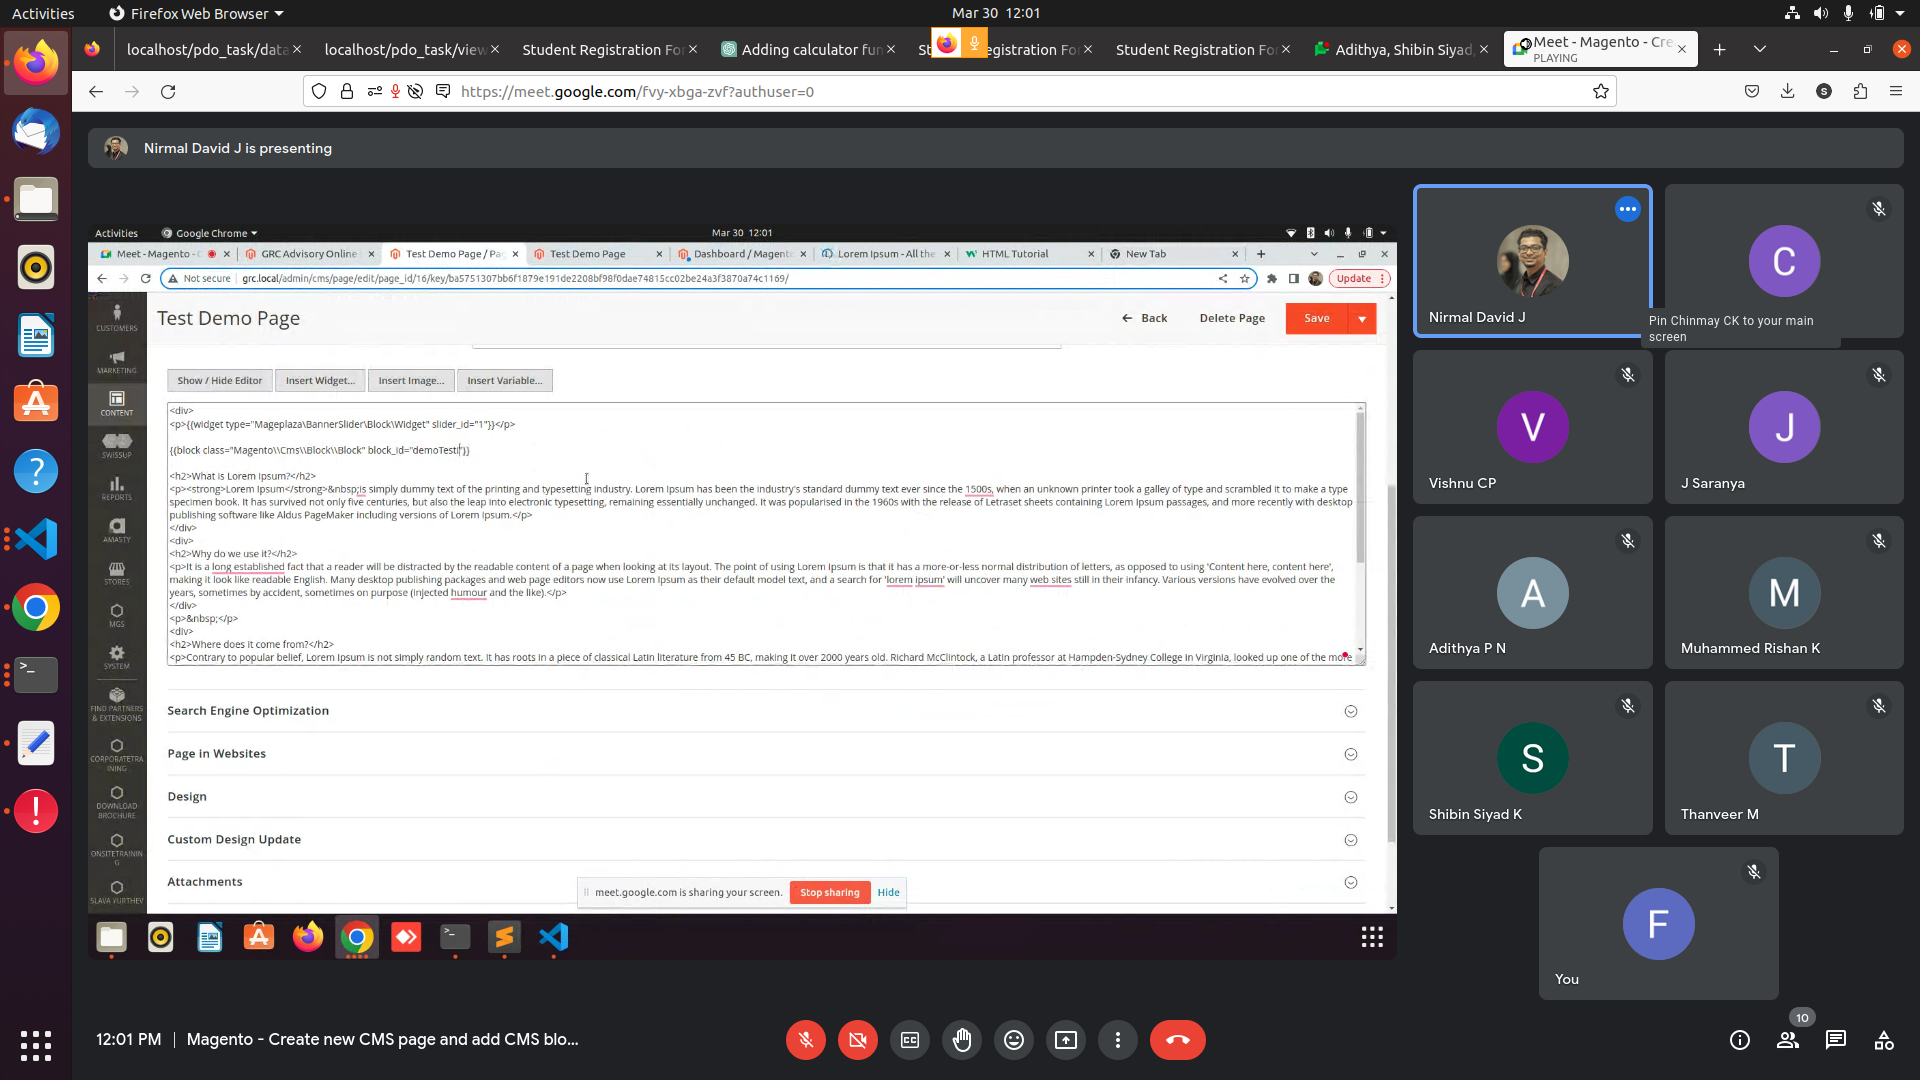 Activities
Firefox Web Browser
Mar 30 12:01
localhost/pdo_task/data
localhost/pdo_task/view
Student Registration For
Adding calculator fun
Student Registration For
Adithya, Shibin Siyad,
Meet - Magento - Cre
PLAYING
https://meet.google.com/fvy-xbga-zvf?authuser=0
Nirmal David J is presenting
Activities
Google Chrome
Mar 30 12:01
Meet - Magento - C
GRC Advisory Online
Test Demo Page / Pa
Test Demo Page
Dashboard / Magento
Lorem Ipsum - All the
HTML Tutorial
New Tab
Not secure
grc.local/admin/cms/page/edit/page_id/16/key/ba5751307bb6f1879e191de2208bf98f0dae74815cc02be24a3f3870a74c1169/
Update
Test Demo Page
Back
Delete Page
Save
CUSTOMERS
MARKETING
CONTENT
SWISSUP
REPORTS
AMASTY
STORES
MGS
SYSTEM
FIND PARTNERS
& EXTENSIONS
CORPORATETRA
INING
DOWNLOAD
BROCHURE
ONSITETRAININ
G
SLAVA YURTHEV
Show / Hide Editor
Insert Widget...
Insert Image...
Insert Variable...
<div>
<p>{{widget type="Mageplaza\BannerSlider\Block\Widget" slider_id="1"}}</p>
{{block class="Magento\\Cms\\Block\\Block" block_id="demoTesti"}}
<h2>What is Lorem Ipsum?</h2>
<p><strong>Lorem Ipsum</strong>&nbsp;is simply dummy text of the printing and typesetting industry. Lorem Ipsum has been the industry's standard dummy text ever since the 1500s, when an unknown printer took a galley of type and scrambled it to make a type
specimen book. It has survived not only five centuries, but also the leap into electronic typesetting, remaining essentially unchanged. It was popularised in the 1960s with the release of Letraset sheets containing Lorem Ipsum passages, and more recently with desktop
publishing software like Aldus PageMaker including versions of Lorem Ipsum.</p>
</div>
<div>
<h2>Why do we use it?</h2>
<p>It is a long established fact that a reader will be distracted by the readable content of a page when looking at its layout. The point of using Lorem Ipsum is that it has a more-or-less normal distribution of letters, as opposed to using 'Content here, content here',
making it look like readable English. Many desktop publishing packages and web page editors now use Lorem Ipsum as their default model text, and a search for 'lorem ipsum' will uncover many web sites still in their infancy. Various versions have evolved over the
years, sometimes by accident, sometimes on purpose (injected humour and the like).</p>
</div>
<p>&nbsp;</p>
<div>
<h2>Where does it come from?</h2>
<p>Contrary to popular belief, Lorem Ipsum is not simply random text. It has roots in a piece of classical Latin literature from 45 BC, making it over 2000 years old. Richard McClintock, a Latin professor at Hampden-Sydney College in Virginia, looked up one of the more
Search Engine Optimization
Page in Websites
Design
Custom Design Update
Attachments
meet.google.com is sharing your screen.
Stop sharing
Hide
Nirmal David J
C
Pin Chinmay CK to your main
screen
V
Vishnu CP
J
J Saranya
A
Adithya P N
M
Muhammed Rishan K
S
Shibin Siyad K
T
Thanveer M
F
You
12:01 PM
Magento - Create new CMS page and add CMS blo...
10